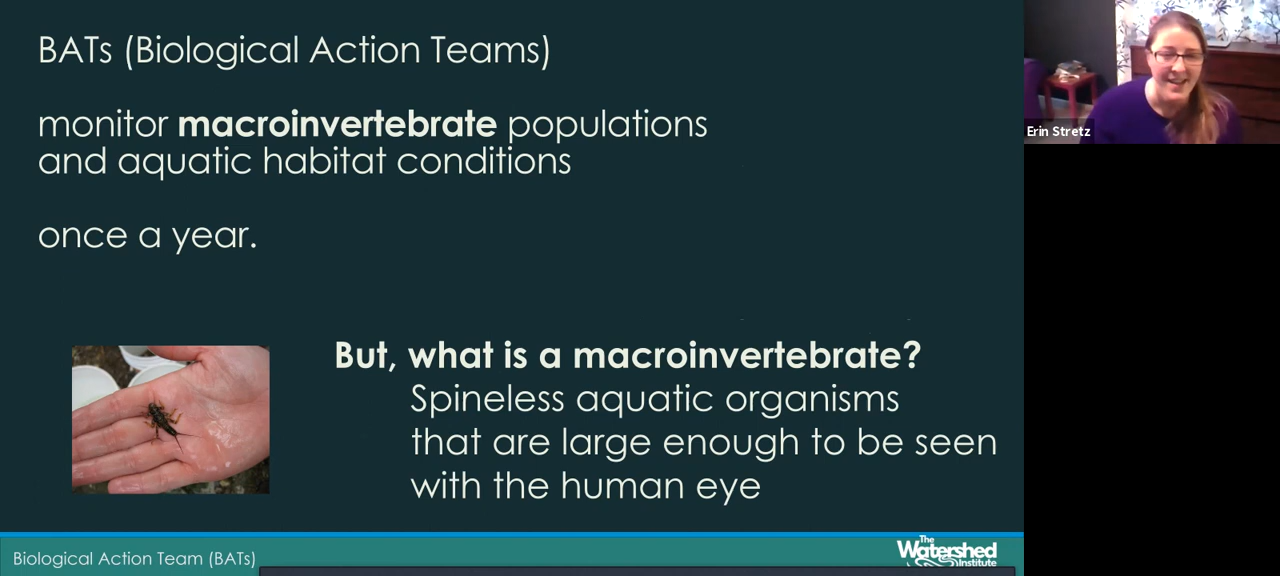 BATs (Biological Action Teams)
monitor macroinvertebrate populations
and aquatic habitat conditions
once a year.
But, what is a macroinvertebrate?
Spineless aquatic organisms
that are large enough to be seen
with the human eye
Biological Action Team (BATs)
The
Watershed
Institute
Erin Stretz